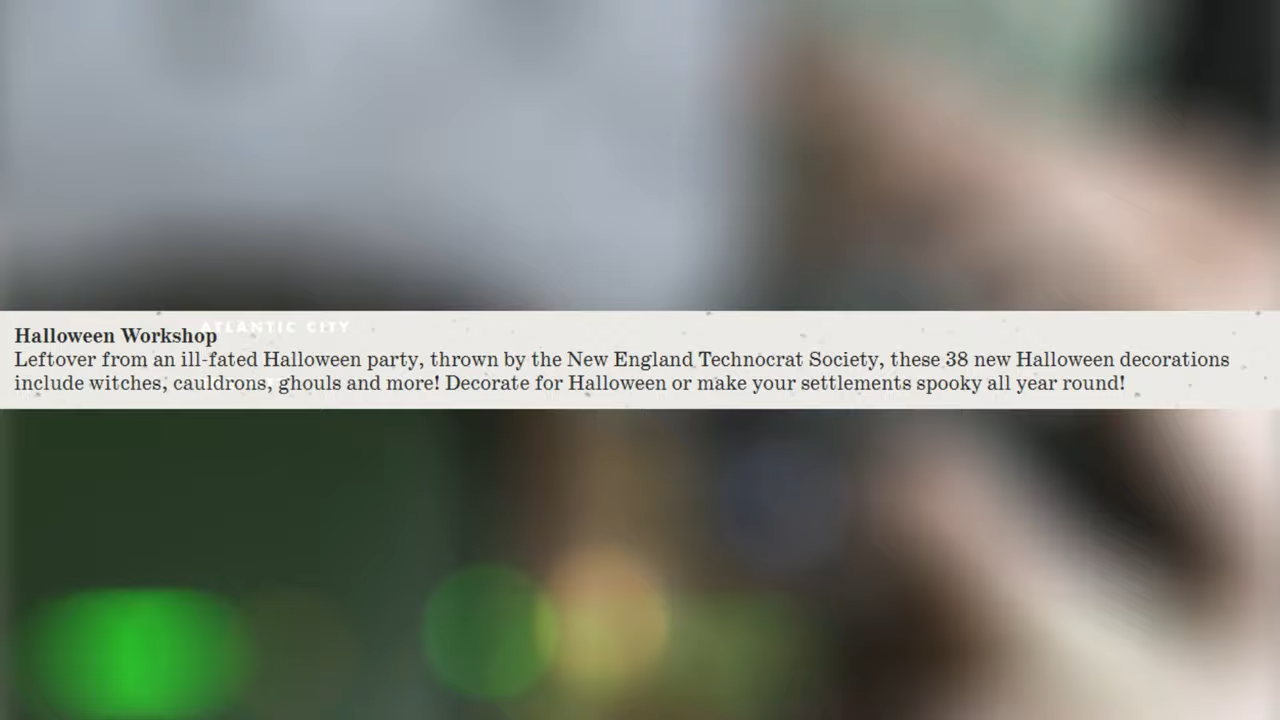 Halloween Workshop
ATLANTIC CITY
Leftover from an ill-fated Halloween party, thrown by the New England Technocrat Society, these 38 new Halloween decorations
include witches, cauldrons, ghouls and more! Decorate for Halloween or make your settlements spooky all year round!